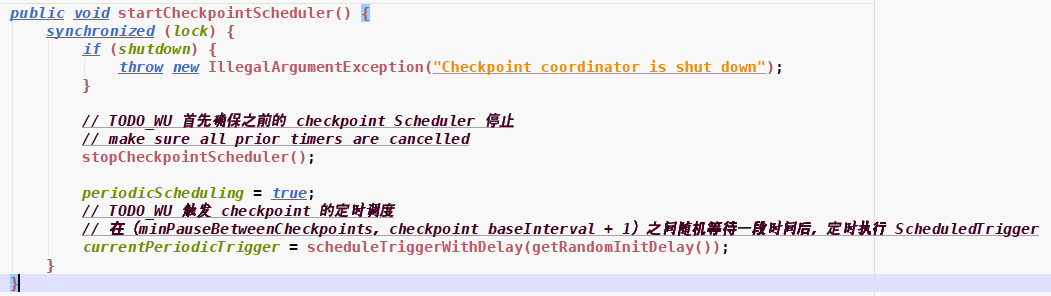 public void startCheckpointScheduler() {
    synchronized (lock) {
        if (shutdown) {
            throw new IllegalArgumentException("Checkpoint coordinator is shut down");
        }

        // TODO_WU 首先确保之前的 checkpoint Scheduler 停止
        // make sure all prior timers are cancelled
        stopCheckpointScheduler();

        periodicScheduling = true;
        // TODO_WU 触发 checkpoint 的定时调度
        // 在（minPauseBetweenCheckpoints, checkpoint baseInterval + 1）之间随机等待一段时间后，定时执行 ScheduledTrigger
        currentPeriodicTrigger = scheduleTriggerWithDelay(getRandomInitDelay());
    }
}